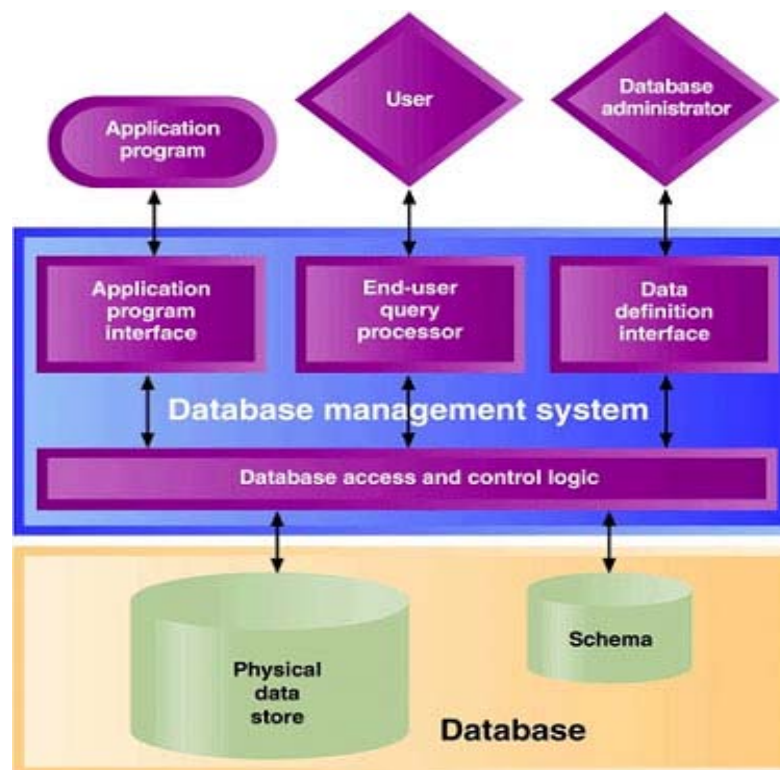 Application
program
User
Database
administrator
Application
program
interface
End-user
query
processor
Data
definition
interface
Database management system
Database access and control logic
Physical
data
store
Schema
Database